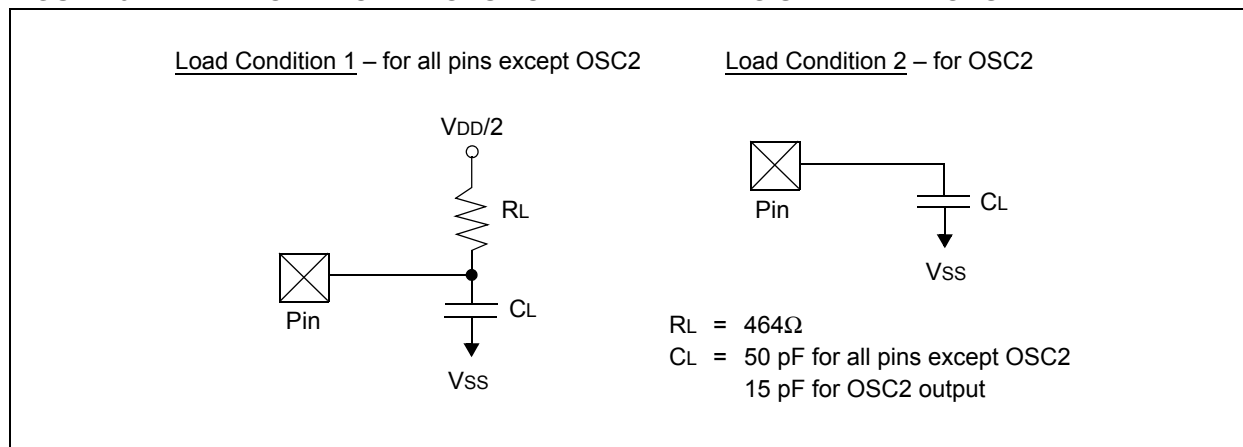 Load Condition 1 – for all pins except OSC2
Load Condition 2 – for OSC2
VDD/2
RL
CL
Pin
VSS
Pin
CL
VSS
RL = 464Ω
CL = 50 pF for all pins except OSC2
15 pF for OSC2 output